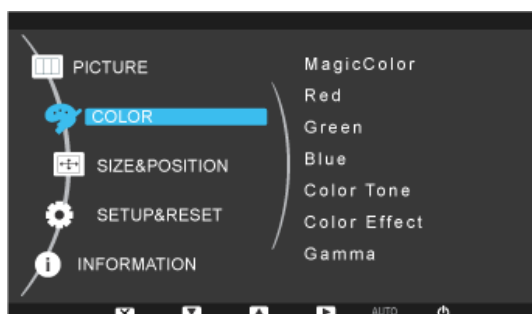 PICTURE
COLOR
SIZE&POSITION
SETUP&RESET
INFORMATION
MagicColor
Red
Green
Blue
Color Tone
Color Effect
Gamma
AUTO